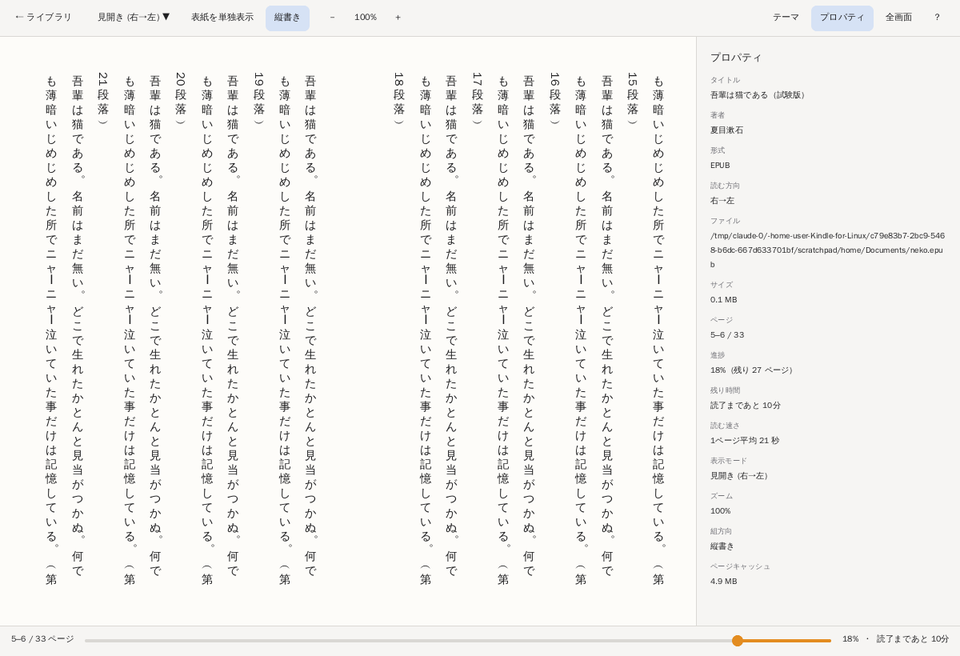 ← ライブラリ 見開き (右→左) ▼ 表紙を単独表示 縦書き − 100% + テーマ プロパティ 全画面 ?
も薄暗いじめじめした所でニャーニャー泣いていた事だけは記憶している。（第
15段落）
吾輩は猫である。名前はまだ無い。どこで生れたかとんと見当がつかぬ。何で
も薄暗いじめじめした所でニャーニャー泣いていた事だけは記憶している。（第
16段落）
吾輩は猫である。名前はまだ無い。どこで生れたかとんと見当がつかぬ。何で
も薄暗いじめじめした所でニャーニャー泣いていた事だけは記憶している。（第
17段落）
吾輩は猫である。名前はまだ無い。どこで生れたかとんと見当がつかぬ。何で
も薄暗いじめじめした所でニャーニャー泣いていた事だけは記憶している。（第
18段落）
吾輩は猫である。名前はまだ無い。どこで生れたかとんと見当がつかぬ。何で
も薄暗いじめじめした所でニャーニャー泣いていた事だけは記憶している。（第
19段落）
吾輩は猫である。名前はまだ無い。どこで生れたかとんと見当がつかぬ。何で
も薄暗いじめじめした所でニャーニャー泣いていた事だけは記憶している。（第
20段落）
吾輩は猫である。名前はまだ無い。どこで生れたかとんと見当がつかぬ。何で
も薄暗いじめじめした所でニャーニャー泣いていた事だけは記憶している。（第
21段落）
吾輩は猫である。名前はまだ無い。どこで生れたかとんと見当がつかぬ。何で
も薄暗いじめじめした所でニャーニャー泣いていた事だけは記憶している。（第
プロパティ
タイトル
吾輩は猫である（試験版）
著者
夏目漱石
形式
EPUB
読む方向
右→左
ファイル
/tmp/claude-0/-home-user-Kindle-for-Linux/c79e83b7-2bc9-546
8-b6dc-667d633701bf/scratchpad/home/Documents/neko.epu
b
サイズ
0.1 MB
ページ
5–6 / 33
進捗
18%（残り 27 ページ）
残り時間
読了まであと 10分
読む速さ
1ページ平均 21 秒
表示モード
見開き (右→左)
ズーム
100%
組方向
縦書き
ページキャッシュ
4.9 MB
5–6 / 33 ページ 18% ・ 読了まであと 10分